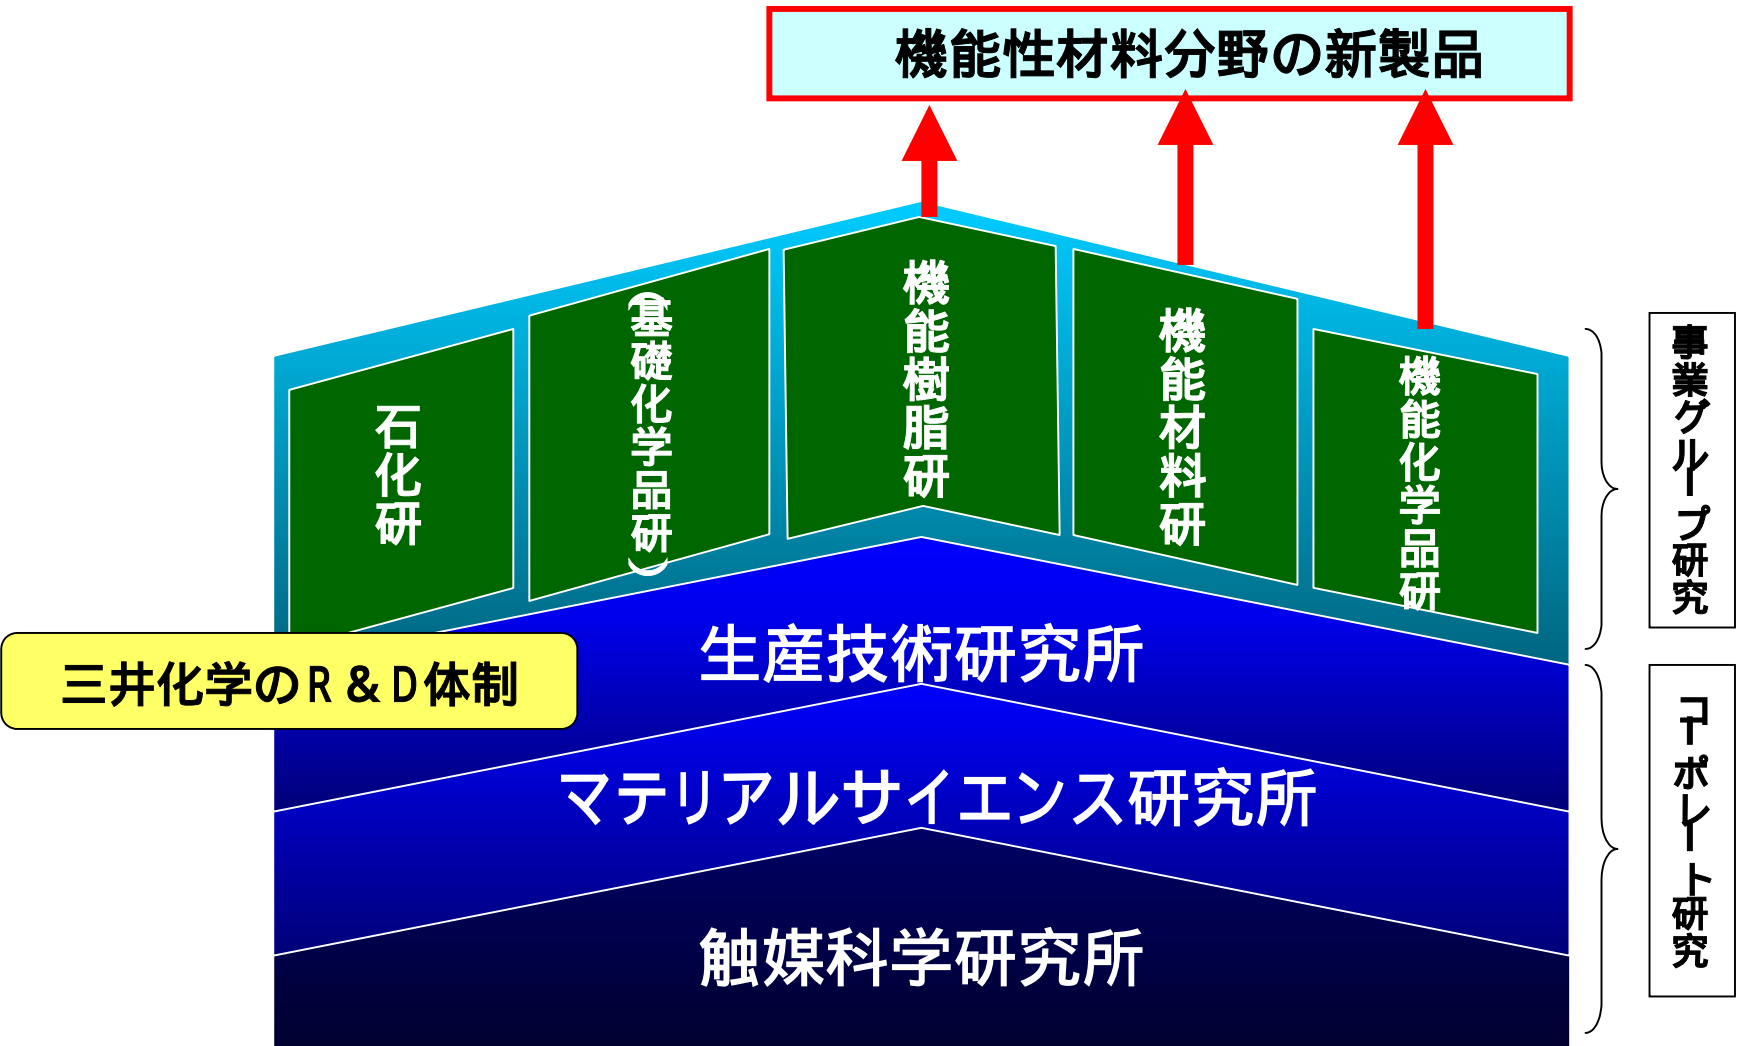 機能性材料分野の新製品
石化研
(基礎化学品研)
機能樹脂研
機能材料研
機能化学品研
事業グループ研究
三井化学のR&D体制
生産技術研究所
マテリアルサイエンス研究所
触媒科学研究所
コーポレート研究